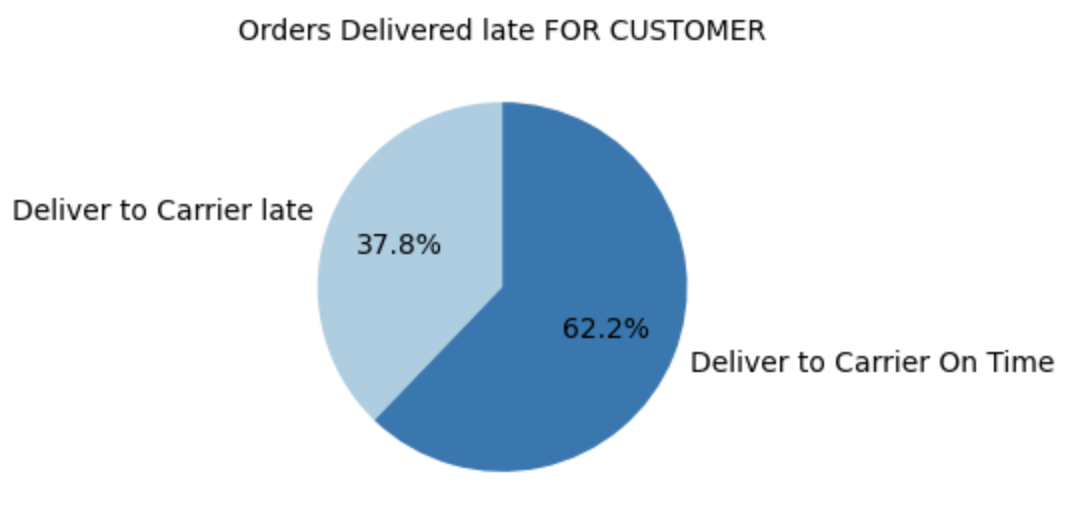 Orders Delivered late FOR CUSTOMER
Deliver to Carrier late
37.8%
62.2%
Deliver to Carrier On Time